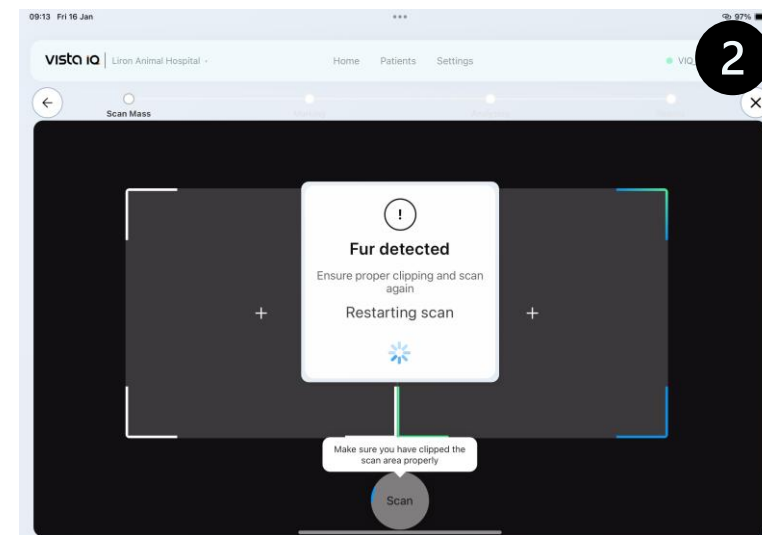 09:13 Fri 16 Jan
97%
2
vista iQ Liron Animal Hospital
Home Patients Settings
VIQ_
Scan Mass
Fur detected
Ensure proper clipping and scan
again
Restarting scan
Make sure you have clipped the
scan area properly
Scan